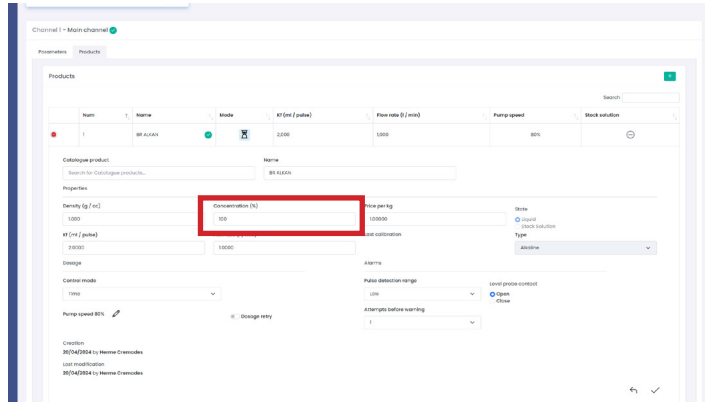 Channel 1 - Main channel
Parameters Products
Products
Search
Num Name Mode KT (ml / pulse) Flow rate (l / min) Pump speed Stock solution
1 BR ALKAN 2,000 1,000 80%
Catalogue product Name
Search for Catalogue products... BR ALKAN
Properties
Density (g / cc) Concentration (%) Price per kg State
1.000 100 1.00000 Liquid
Stock Solution
KT (ml / pulse) Last calibration Type
2.0000 1.0000 Alkaline
Dosage Alarms
Control mode Pulse detection range Level probe contact
Time Low Open
Close
Pump speed 80% Dosage retry Attempts before warning
1
Creation
20/04/2024 by Herme Cremades
Last modification
20/04/2024 by Herme Cremades